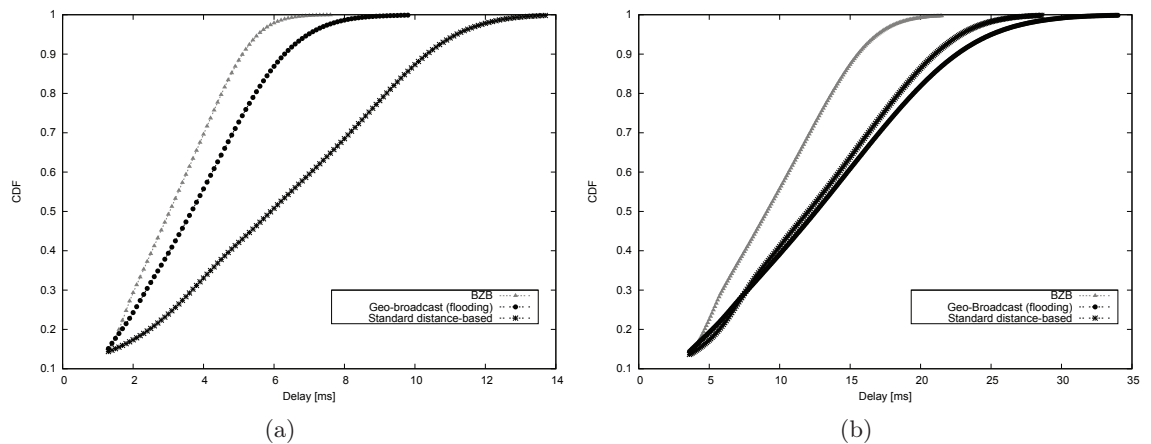 1
0.9
0.8
0.7
0.6
0.5
0.4
0.3
0.2
0.1
CDF
0 2 4 6 8 10 12 14
Delay [ms]
BZB
Geo-broadcast (flooding)
Standard distance-based
(a)
1
0.9
0.8
0.7
0.6
0.5
0.4
0.3
0.2
0.1
CDF
0 5 10 15 20 25 30 35
Delay [ms]
BZB
Geo-Broadcast (flooding)
Standard distance-based
(b)